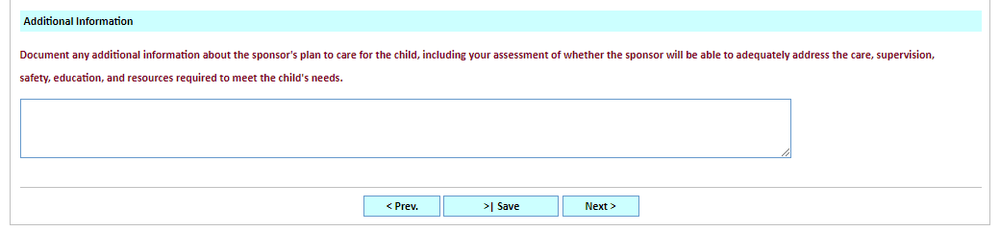 Additional Information
Document any additional information about the sponsor's plan to care for the child, including your assessment of whether the sponsor will be able to adequately address the care, supervision,
safety, education, and resources required to meet the child's needs.
< Prev.
>| Save
Next >